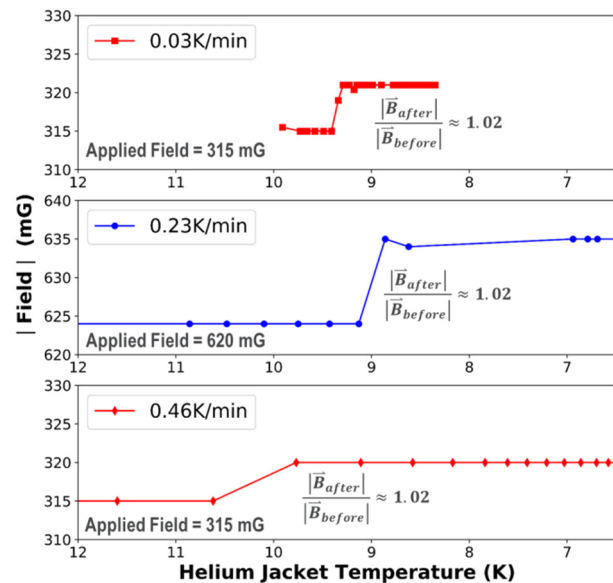 330
325
320
315
310
0.03K/min
|B⃗after|
|B⃗before| ≈ 1.02
Applied Field = 315 mG
12 11 10 9 8 7
640
635
630
625
620
0.23K/min
|B⃗after|
|B⃗before| ≈ 1.02
Applied Field = 620 mG
12 11 10 9 8 7
330
325
320
315
310
0.46K/min
|B⃗after|
|B⃗before| ≈ 1.02
Applied Field = 315 mG
12 11 10 9 8 7
| Field | (mG)
Helium Jacket Temperature (K)